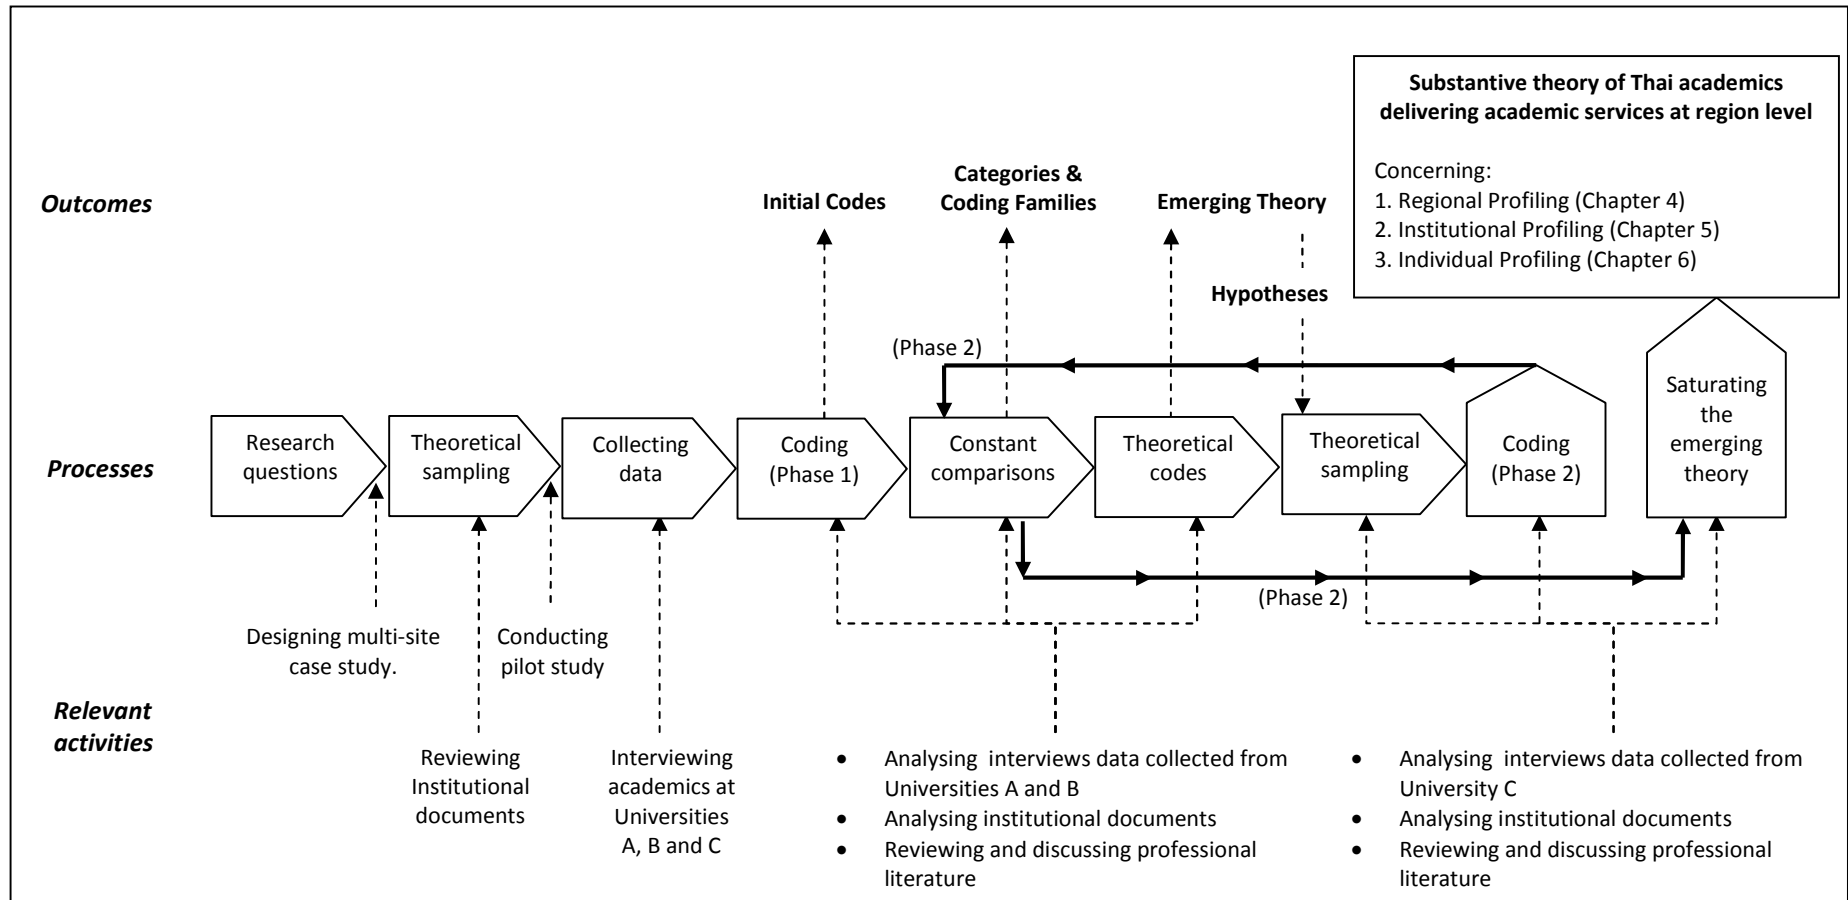 Substantive theory of Thai academics
delivering academic services at region level
Concerning:
1. Regional Profiling (Chapter 4)
2. Institutional Profiling (Chapter 5)
3. Individual Profiling (Chapter 6)
Outcomes
Initial Codes
Categories &
Coding Families
Emerging Theory
Hypotheses
(Phase 2)
Processes
Research
questions
Theoretical
sampling
Collecting
data
Coding
(Phase 1)
Constant
comparisons
Theoretical
codes
Theoretical
sampling
Coding
(Phase 2)
Saturating
the
emerging
theory
(Phase 2)
Relevant
activities
Designing multi-site
case study.
Conducting
pilot study
Reviewing
Institutional
documents
Interviewing
academics at
Universities
A, B and C
• Analysing  interviews data collected from
Universities A and B
• Analysing institutional documents
• Reviewing and discussing professional
literature
• Analysing  interviews data collected from
University C
• Analysing institutional documents
• Reviewing and discussing professional
literature